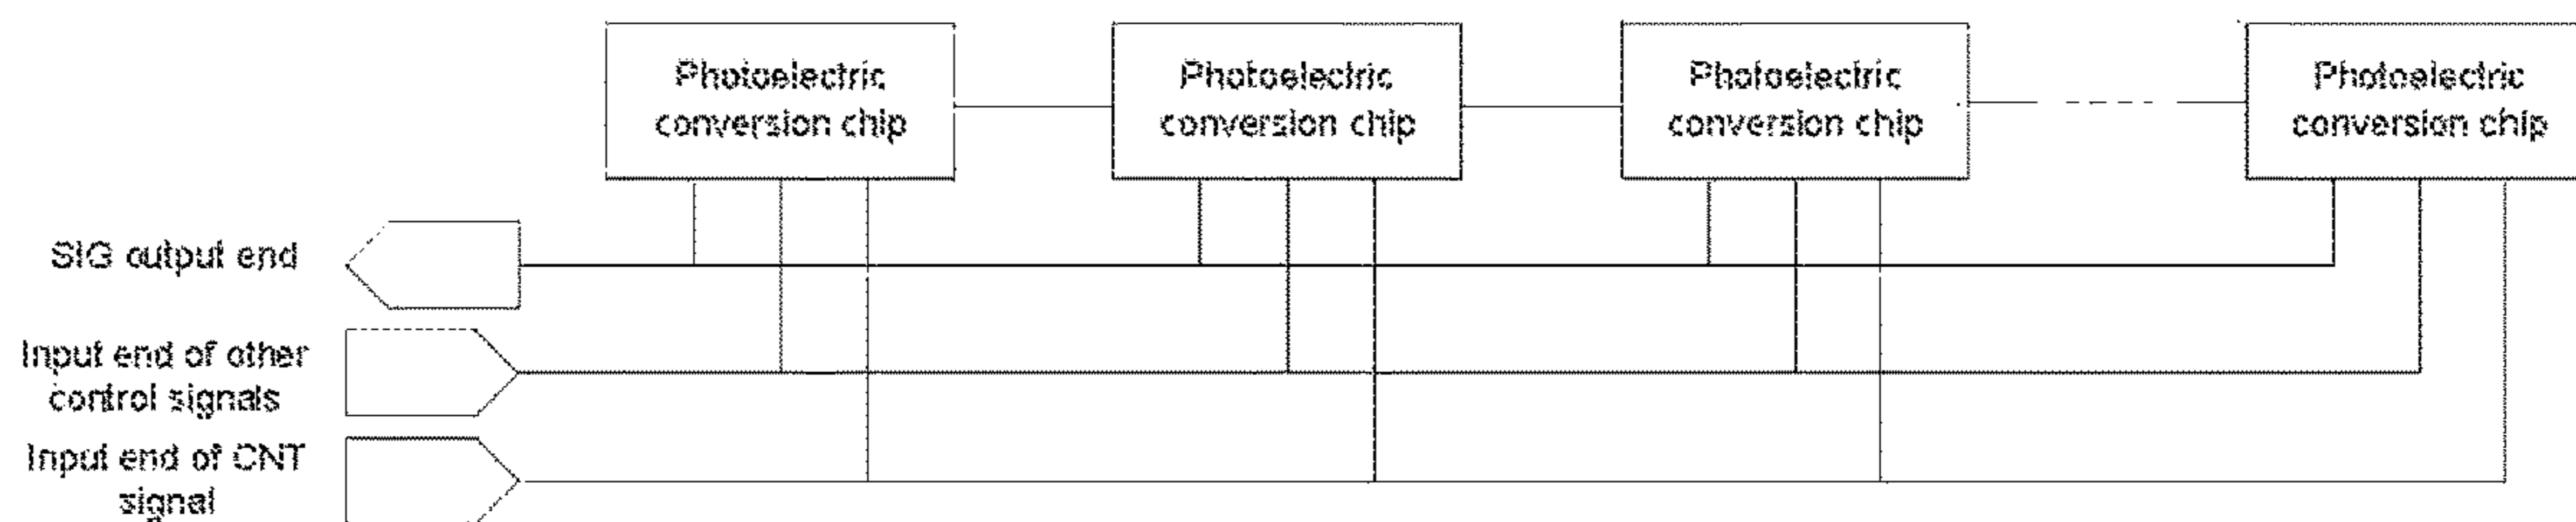 Photoelectric
conversion chip
Photoelectric
conversion chip
Photoelectric
conversion chip
Photoelectric
conversion chip
SIG output end
Input end of other
control signals
Input end of CNT
signal